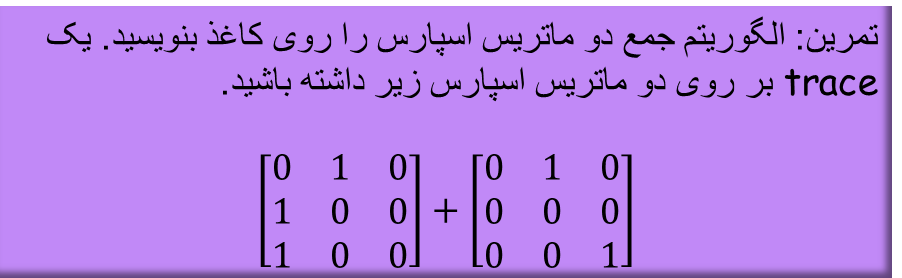 تمرین: الگوریتم جمع دو ماتریس اسپارس را روی کاغذ بنویسید. یک
trace بر روی دو ماتریس اسپارس زیر داشته باشید.
[0 1 0] [0 1 0]
[1 0 0] + [0 0 0]
[1 0 0] [0 0 1]